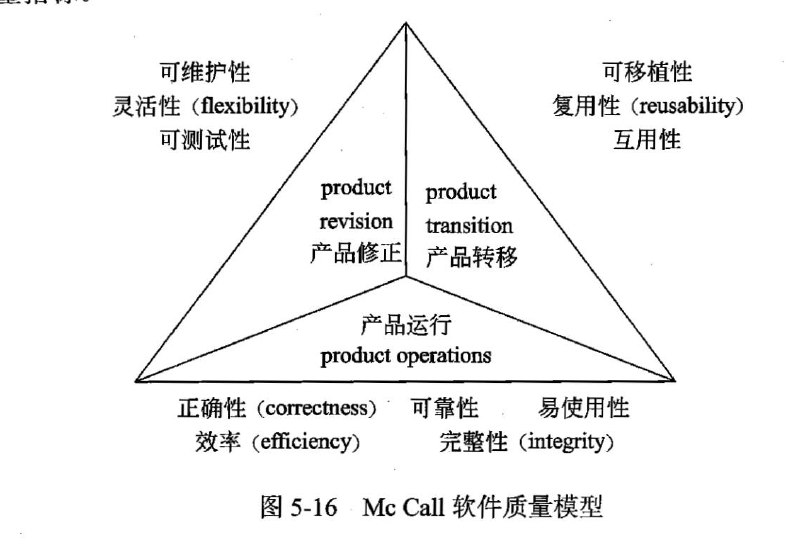 可维护性
灵活性（flexibility）
可测试性
可移植性
复用性（reusability）
互用性
product
revision
产品修正
product
transition
产品转移
产品运行
product operations
正确性（correctness） 可靠性 易使用性
效率（efficiency） 完整性（integrity）
图 5-16 Mc Call 软件质量模型